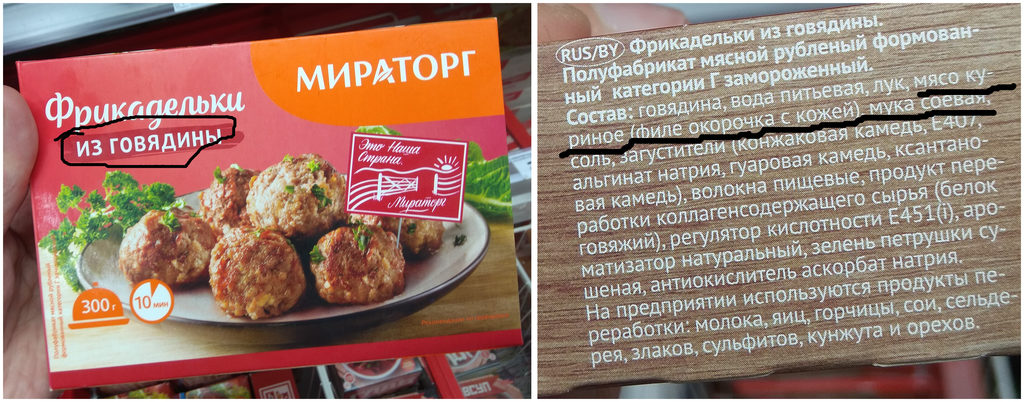 МИРАТОРГ
Фрикадельки
ИЗ ГОВЯДИНЫ
Это Наша
Страна.
Мираторг
300 г
10 мин
RUS/BY Фрикадельки из говядины.
Полуфабрикат мясной рубленый формован-
ный категории Г замороженный.
Состав: говядина, вода питьевая, лук, мясо ку-
риное (филе окорочка с кожей), мука соевая,
соль, загустители (конжаковая камедь, Е407,
альгинат натрия, гуаровая камедь, ксантано-
вая камедь), волокна пищевые, продукт пере-
работки коллагенсодержащего сырья (белок
говяжий), регулятор кислотности Е451(i), аро-
матизатор натуральный, зелень петрушки су-
шеная, антиокислитель аскорбат натрия.
На предприятии используются продукты пе-
реработки: молока, яиц, горчицы, сои, сельде-
рея, злаков, сульфитов, кунжута и орехов.